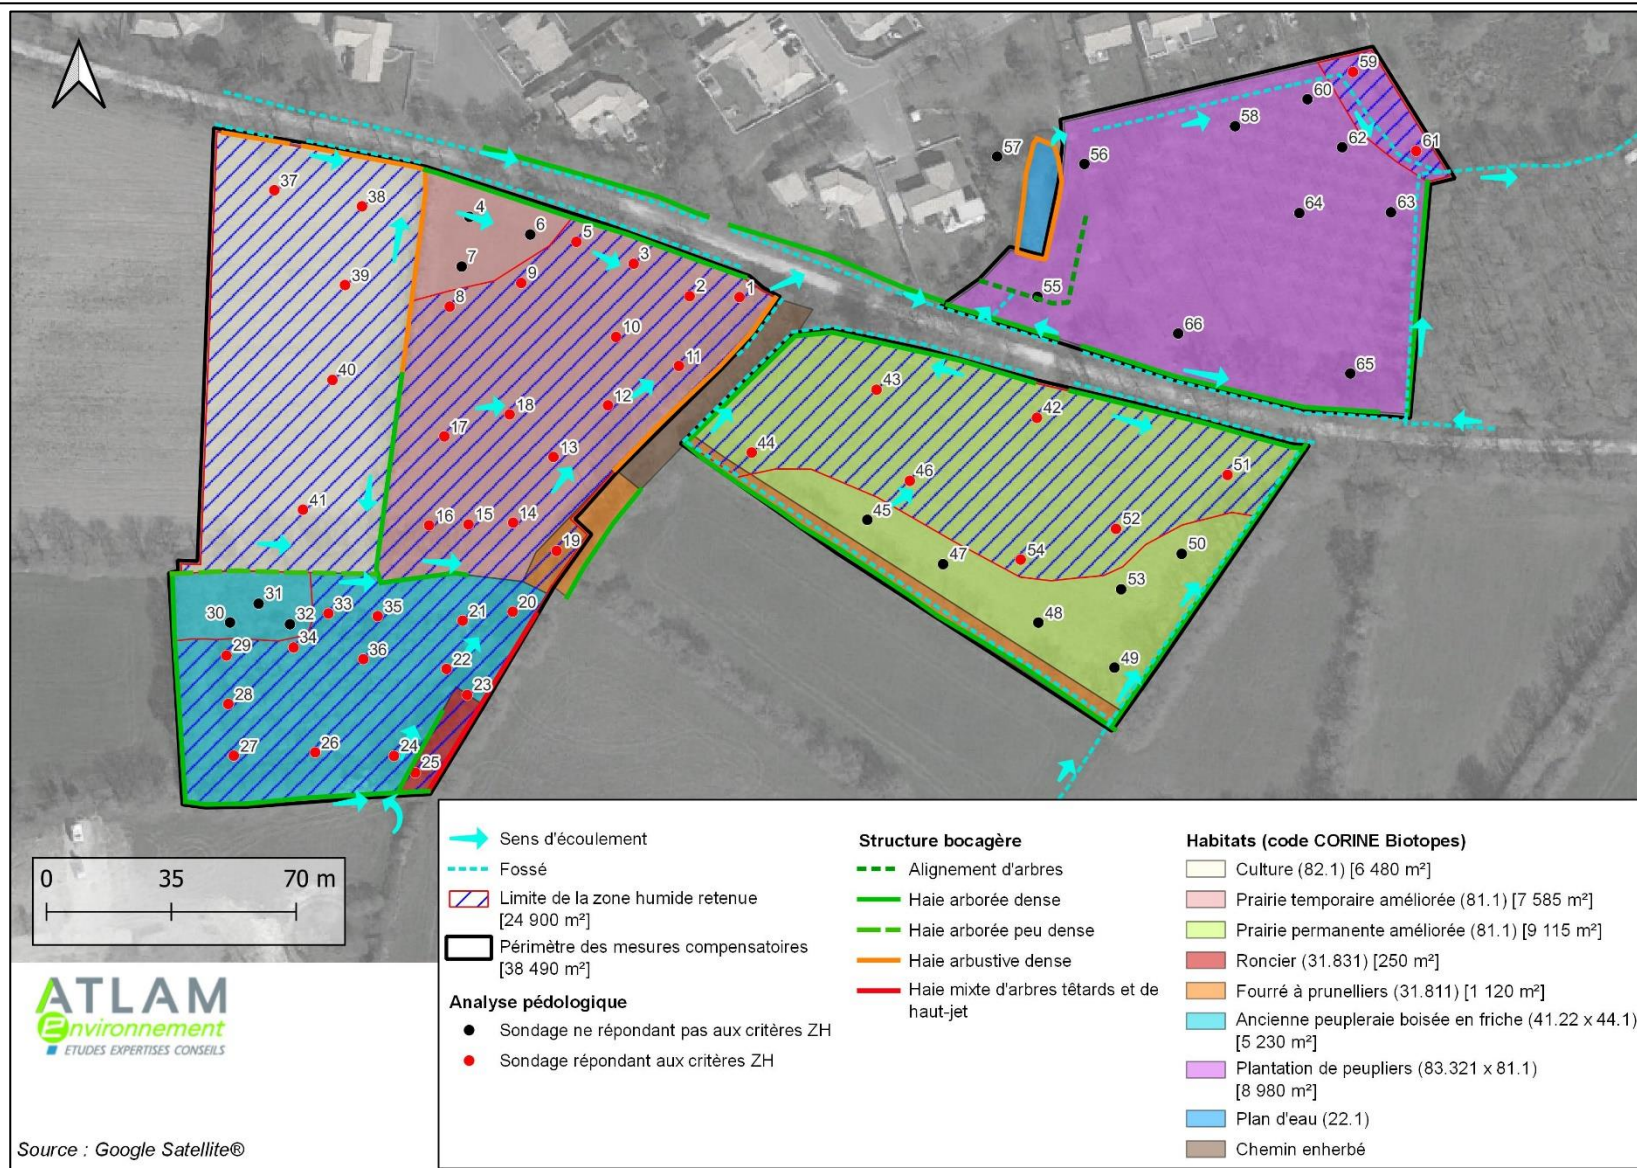 59
60
58
61
62
57
56
37
38
4
64
63
6
5
7
3
39
9
2
1
55
8
10
66
11
65
40
43
12
18
42
17
44
13
51
46
41
45
16
15
14
52
19
54
50
47
31
53
30
32
33
35
21
20
48
34
29
36
22
49
23
28
27
26
24
25
0 35 70 m
Sens d'écoulement
Fossé
Limite de la zone humide retenue
[24 900 m²]
Périmètre des mesures compensatoires
[38 490 m²]
Analyse pédologique
Sondage ne répondant pas aux critères ZH
Sondage répondant aux critères ZH
Structure bocagère
Alignement d'arbres
Haie arborée dense
Haie arborée peu dense
Haie arbustive dense
Haie mixte d'arbres têtards et de
haut-jet
Habitats (code CORINE Biotopes)
Culture (82.1) [6 480 m²]
Prairie temporaire améliorée (81.1) [7 585 m²]
Prairie permanente améliorée (81.1) [9 115 m²]
Roncier (31.831) [250 m²]
Fourré à prunelliers (31.811) [1 120 m²]
Ancienne peupleraie boisée en friche (41.22 x 44.1)
[5 230 m²]
Plantation de peupliers (83.321 x 81.1)
[8 980 m²]
Plan d'eau (22.1)
Chemin enherbé
ATLAM
environnement
ETUDES EXPERTISES CONSEILS
Source : Google Satellite®